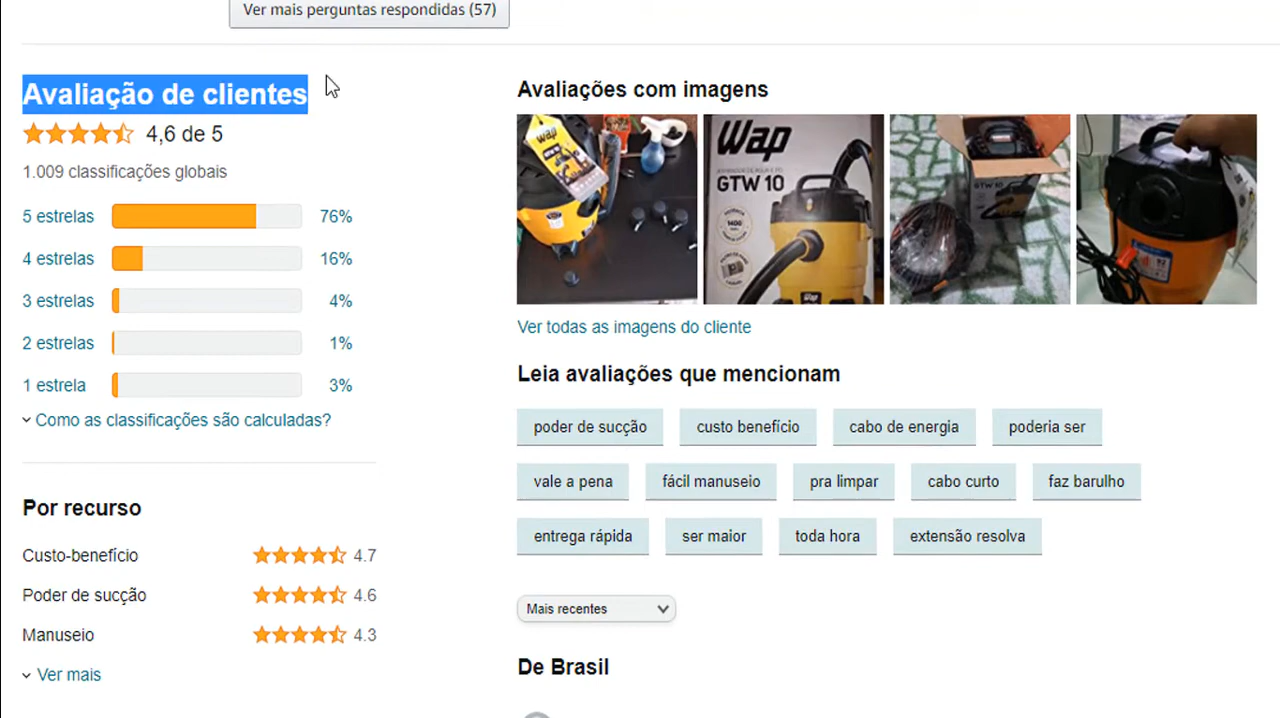 Ver mais perguntas respondidas (57)
Avaliação de clientes
4,6 de 5
1.009 classificações globais
5 estrelas 76%
4 estrelas 16%
3 estrelas 4%
2 estrelas 1%
1 estrela 3%
Como as classificações são calculadas?
Por recurso
Custo-benefício 4.7
Poder de sucção 4.6
Manuseio 4.3
Ver mais
Avaliações com imagens
wap
Wap
GTW 10
1400
GTW 10
Wap
Ver todas as imagens do cliente
Leia avaliações que mencionam
poder de sucção custo benefício cabo de energia poderia ser
vale a pena fácil manuseio pra limpar cabo curto faz barulho
entrega rápida ser maior toda hora extensão resolva
Mais recentes
De Brasil